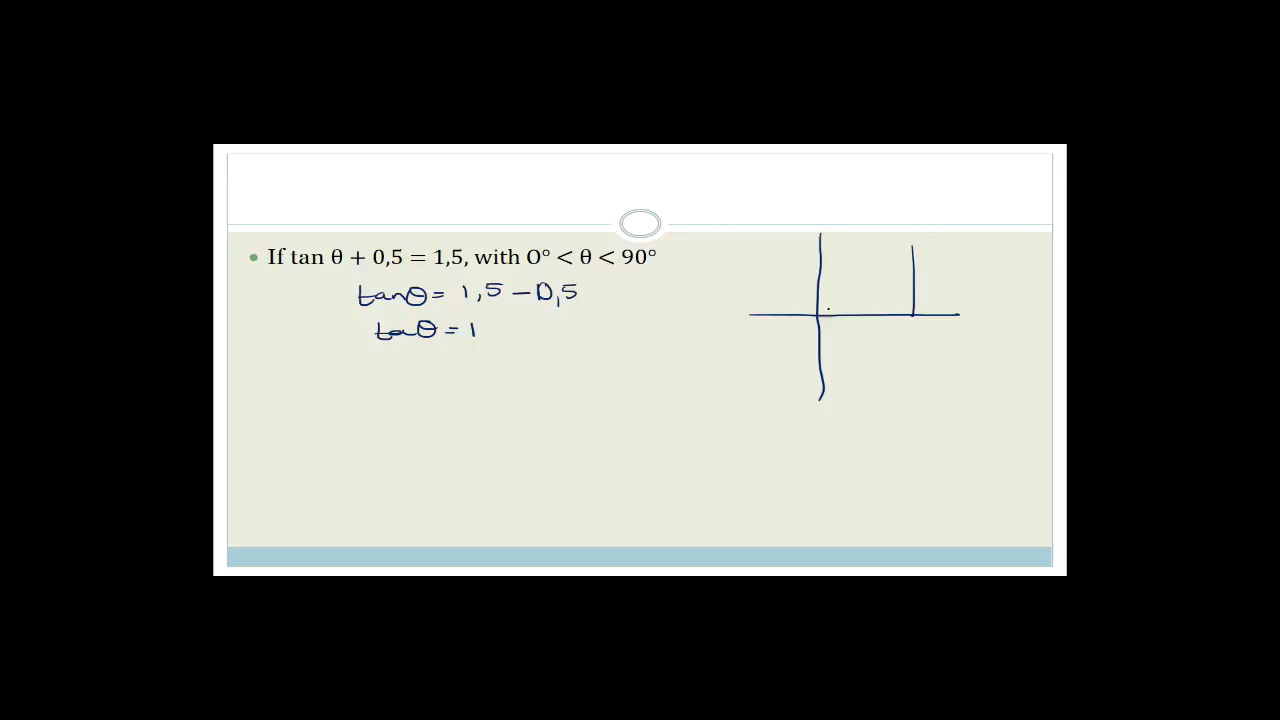 If tan θ + 0,5 = 1,5, with 0° < θ < 90°
tanθ = 1,5 − 0,5
tanθ = 1